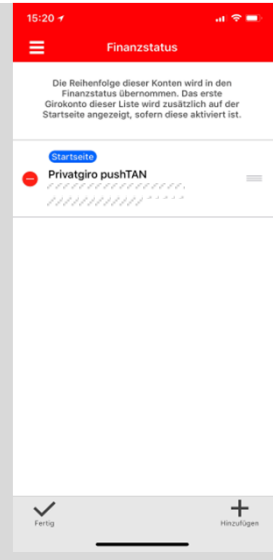 15:20
Finanzstatus
Die Reihenfolge dieser Konten wird in den
Finanzstatus übernommen. Das erste
Girokonto dieser Liste wird zusätzlich auf der
Startseite angezeigt, sofern diese aktiviert ist.
Startseite
Privatgiro pushTAN
Fertig
Hinzufügen